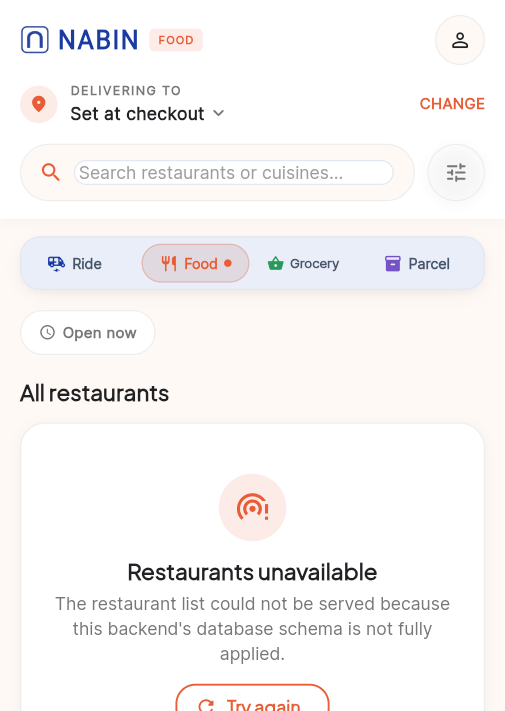 NABIN FOOD
DELIVERING TO
Set at checkout
CHANGE
Search restaurants or cuisines...
Ride Food Grocery Parcel
Open now
All restaurants
Restaurants unavailable
The restaurant list could not be served because
this backend's database schema is not fully
applied.
Try again